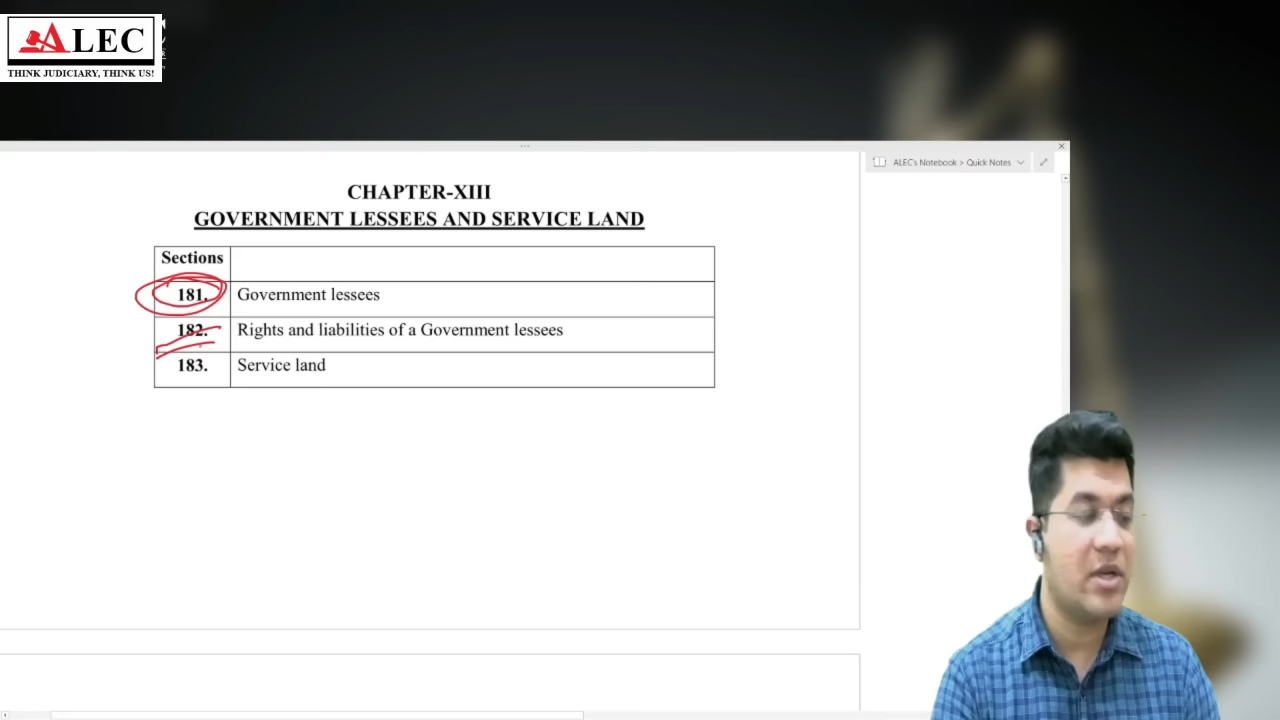 ALEC
THINK JUDICIARY, THINK US!
ALEC's Notebook > Quick Notes
CHAPTER-XIII
GOVERNMENT LESSEES AND SERVICE LAND
Sections
181. Government lessees
182. Rights and liabilities of a Government lessees
183. Service land